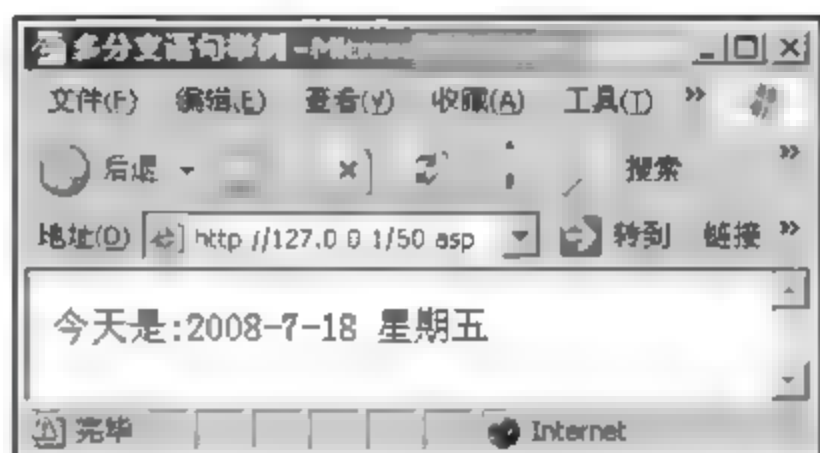 多分支语句举例 -Micros
文件(F) 编辑(E) 查看(V) 收藏(A) 工具(T) »
后退 搜索 »
地址(D) http://127.0.0.1/50.asp 转到 链接 »
今天是:2008-7-18 星期五
完毕 Internet